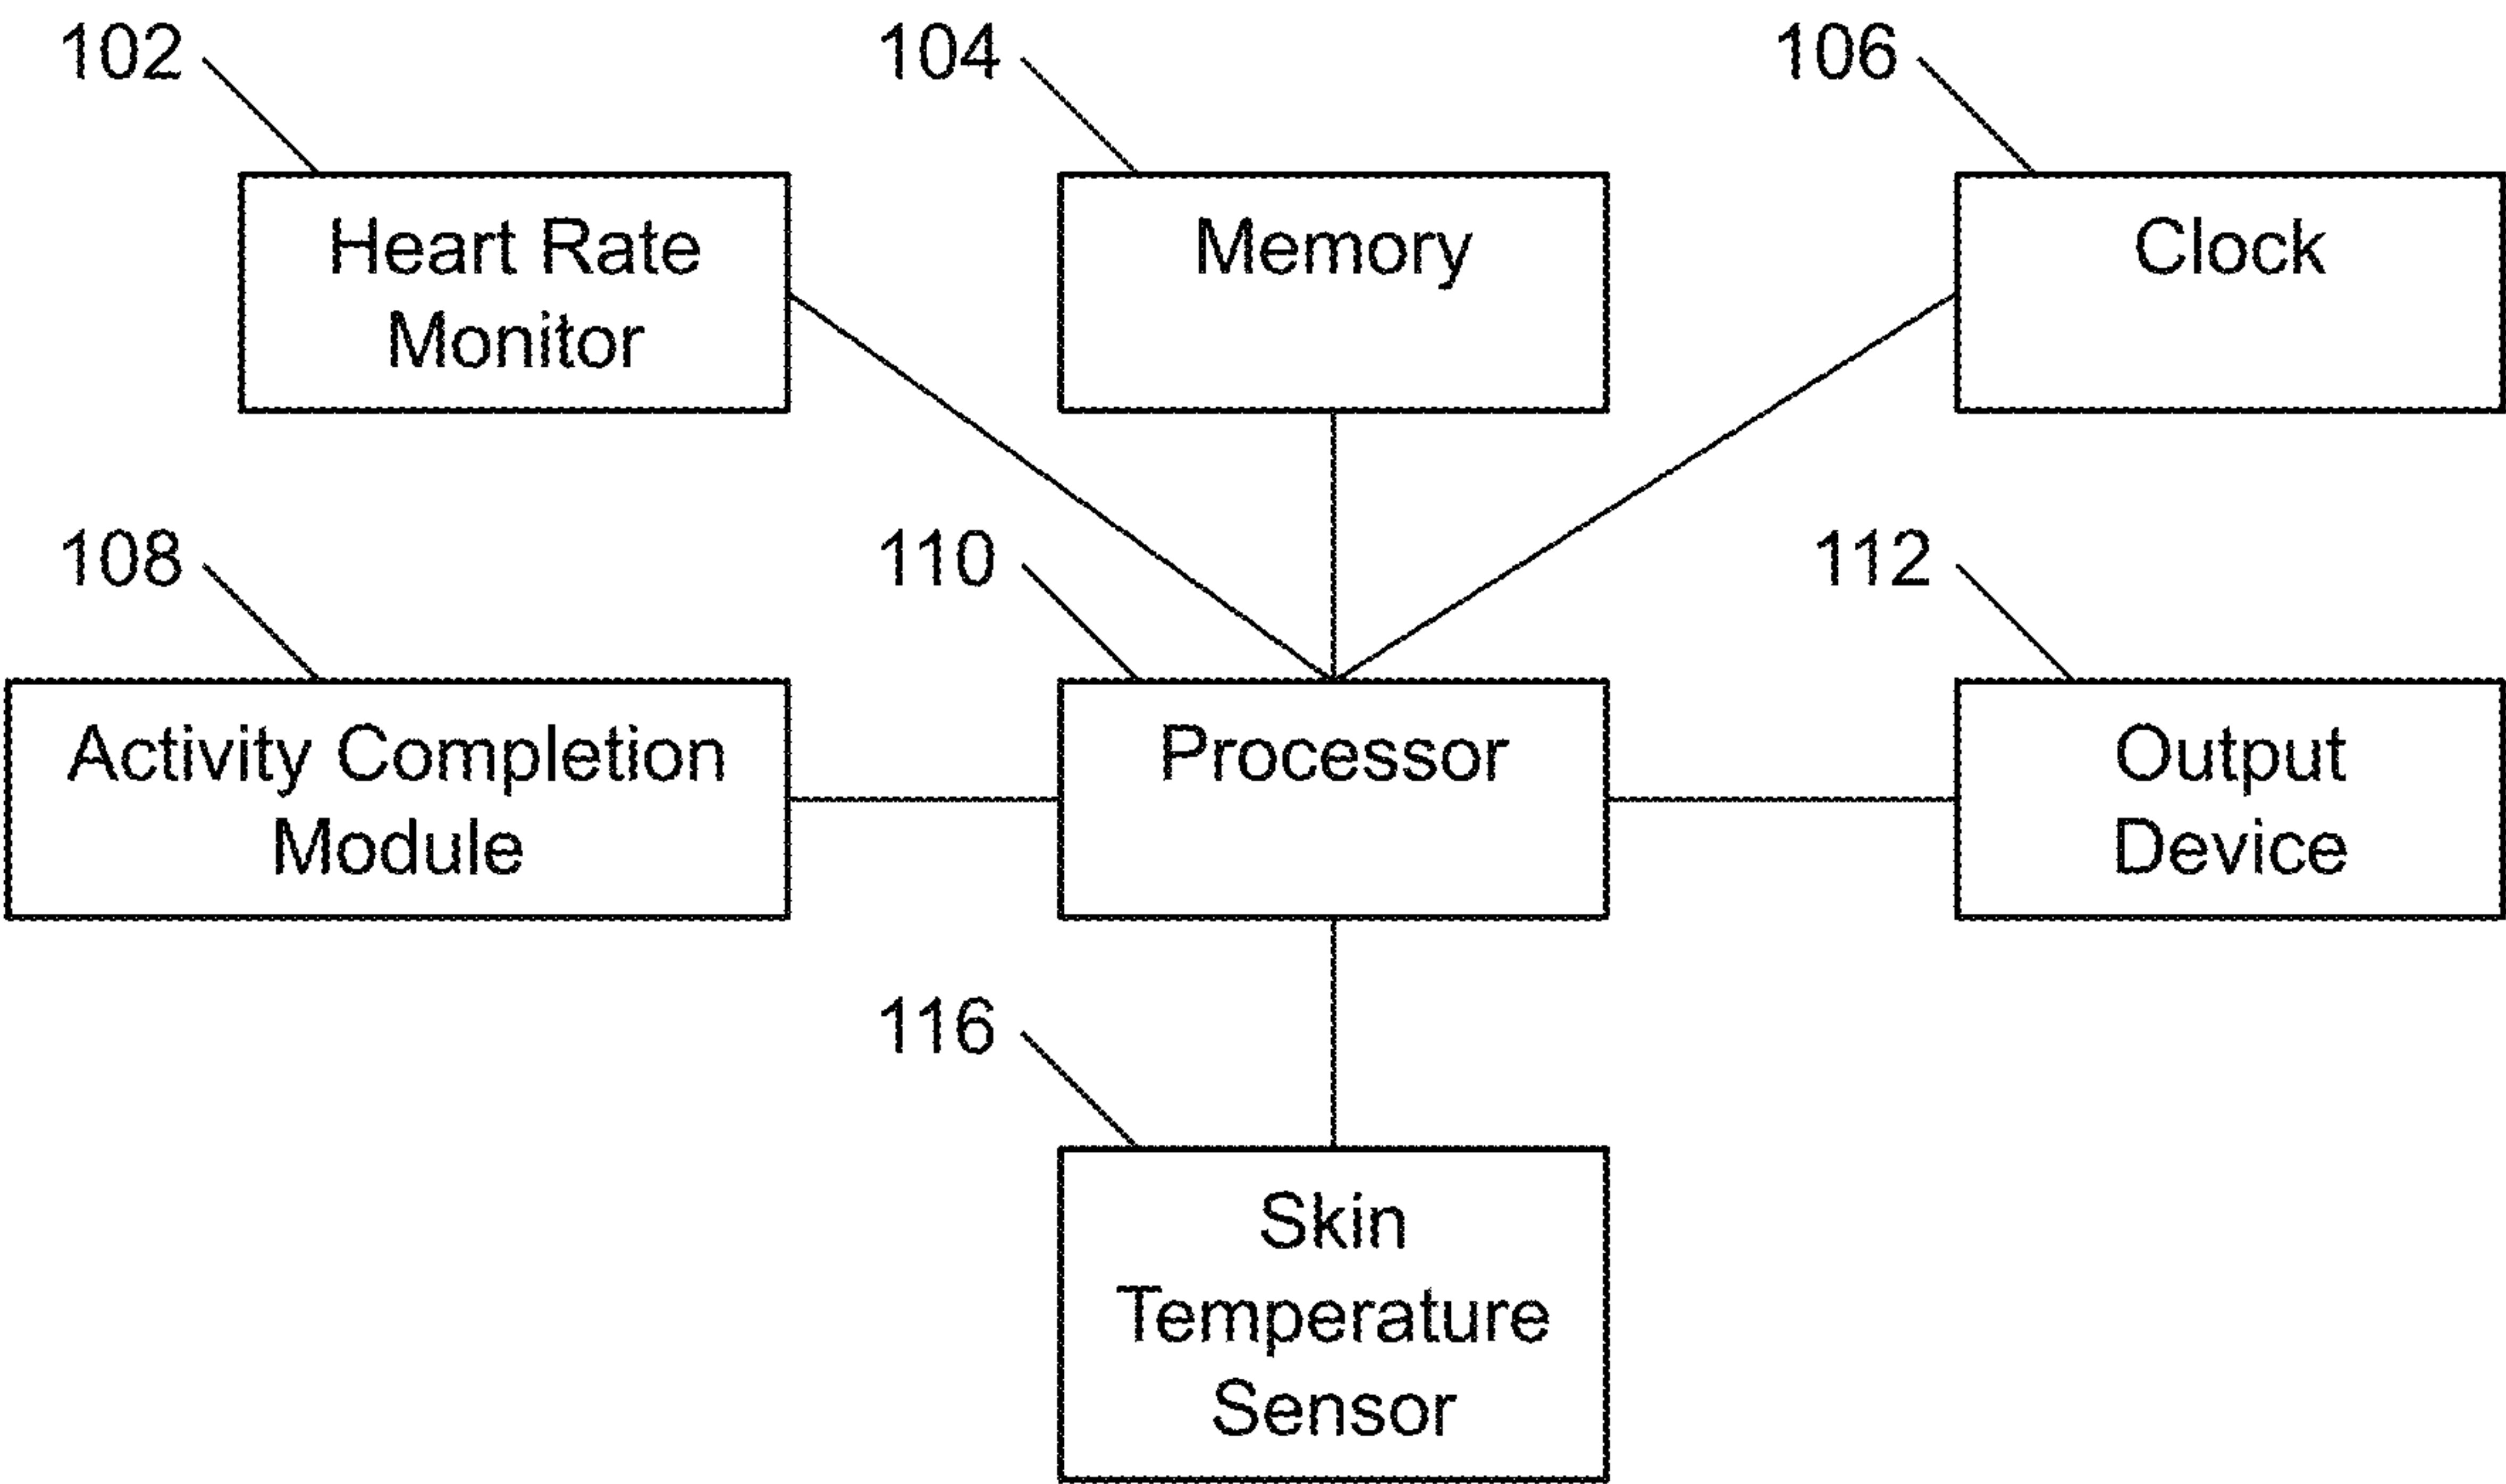 102
104
106
Heart Rate
Monitor
Memory
Clock
108
110
112
Activity Completion
Module
Processor
Output
Device
116
Skin
Temperature
Sensor